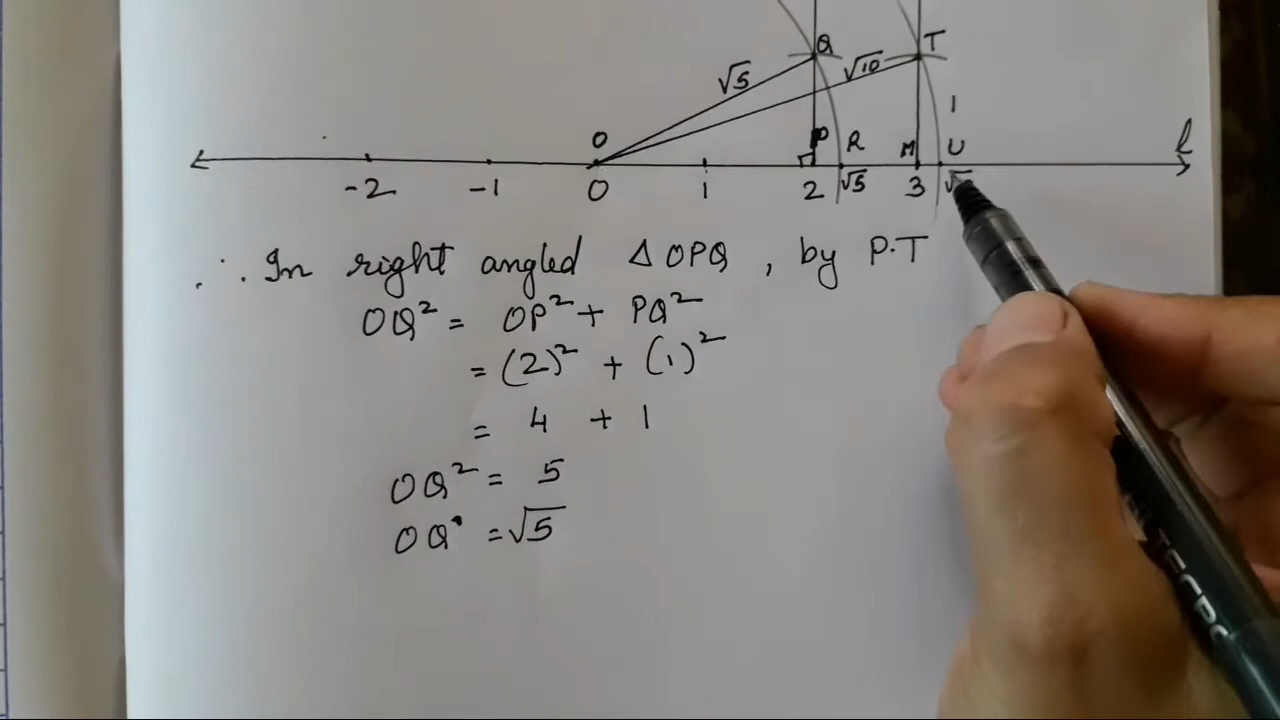 Q T
√5 √10
1
O P R M U l
-2 -1 0 1 2 √5 3
∴ In right angled Δ OPQ , by P.T
OQ² = OP² + PQ²
= (2)² + (1)²
= 4 + 1
OQ² = 5
OQ = √5